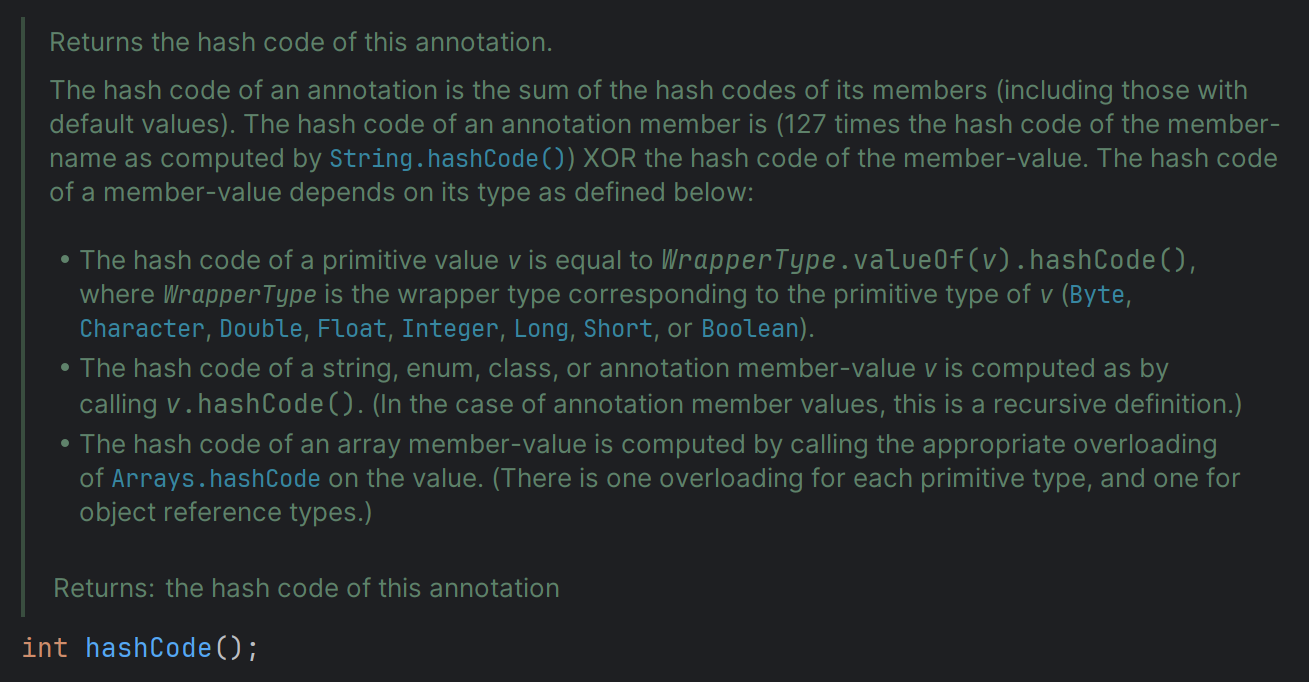 Returns the hash code of this annotation.
The hash code of an annotation is the sum of the hash codes of its members (including those with
default values). The hash code of an annotation member is (127 times the hash code of the member-
name as computed by String.hashCode()) XOR the hash code of the member-value. The hash code
of a member-value depends on its type as defined below:
• The hash code of a primitive value v is equal to WrapperType.valueOf(v).hashCode(),
where WrapperType is the wrapper type corresponding to the primitive type of v (Byte,
Character, Double, Float, Integer, Long, Short, or Boolean).
• The hash code of a string, enum, class, or annotation member-value v is computed as by
calling v.hashCode(). (In the case of annotation member values, this is a recursive definition.)
• The hash code of an array member-value is computed by calling the appropriate overloading
of Arrays.hashCode on the value. (There is one overloading for each primitive type, and one for
object reference types.)
Returns: the hash code of this annotation
int hashCode();